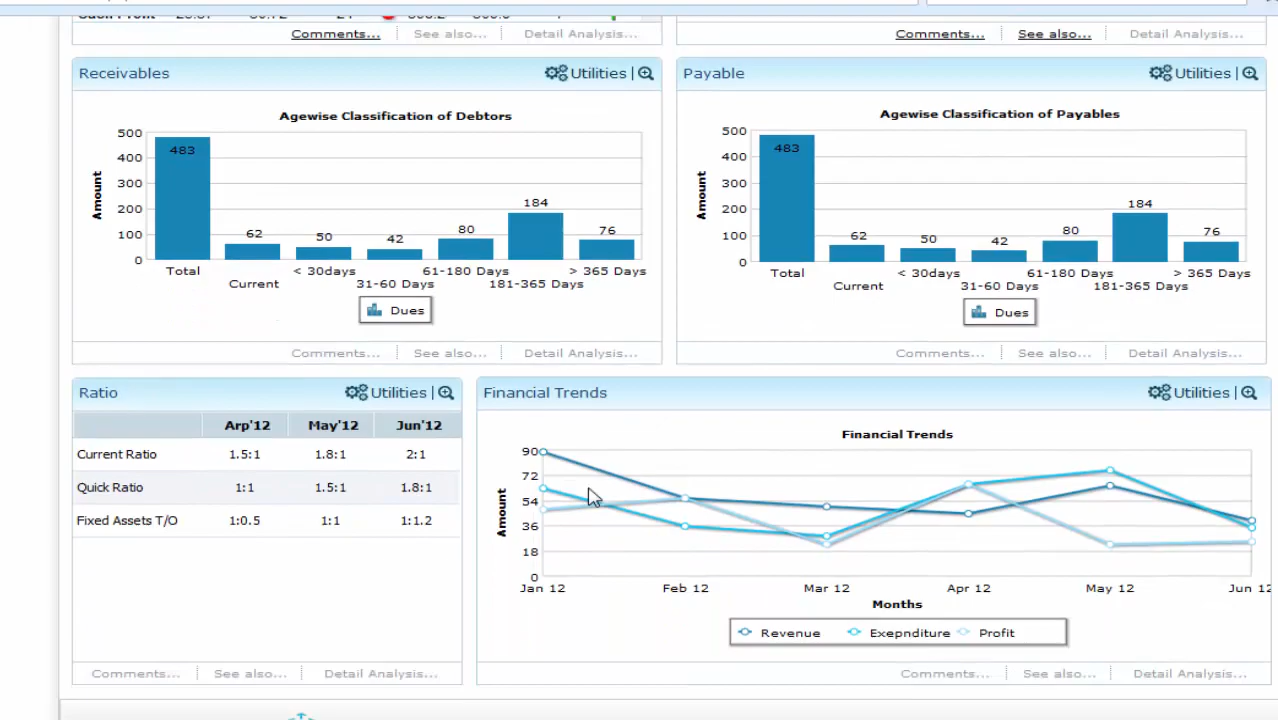 Comments... See also... Detail Analysis... Comments... See also... Detail Analysis...
Receivables Utilities | Payable Utilities |
Agewise Classification of Debtors
500
400
300
200
100
0
Amount
483
62
50
42
80
184
76
Total
Current
< 30days
31-60 Days
61-180 Days
181-365 Days
> 365 Days
Dues
Comments... See also... Detail Analysis...
Agewise Classification of Payables
500
400
300
200
100
0
Amount
483
62
50
42
80
184
76
Total
Current
< 30days
31-60 Days
61-180 Days
181-365 Days
> 365 Days
Dues
Comments... See also... Detail Analysis...
Ratio Utilities |
Arp'12 May'12 Jun'12
Current Ratio 1.5:1 1.8:1 2:1
Quick Ratio 1:1 1.5:1 1.8:1
Fixed Assets T/O 1:0.5 1:1 1:1.2
Comments... See also... Detail Analysis...
Financial Trends Utilities |
Financial Trends
90
72
54
36
18
0
Amount
Jan 12 Feb 12 Mar 12 Apr 12 May 12 Jun 12
Months
Revenue Exepnditure Profit
Comments... See also... Detail Analysis...